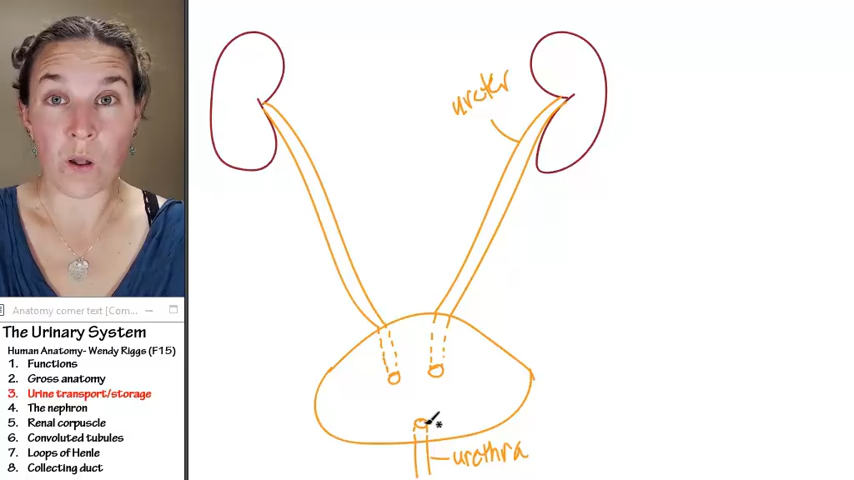 ureter
Anatomy corner text [Com...
The Urinary System
Human Anatomy- Wendy Riggs (F15)
1. Functions
2. Gross anatomy
3. Urine transport/storage
4. The nephron
5. Renal corpuscle
6. Convoluted tubules
7. Loops of Henle
8. Collecting duct
urethra